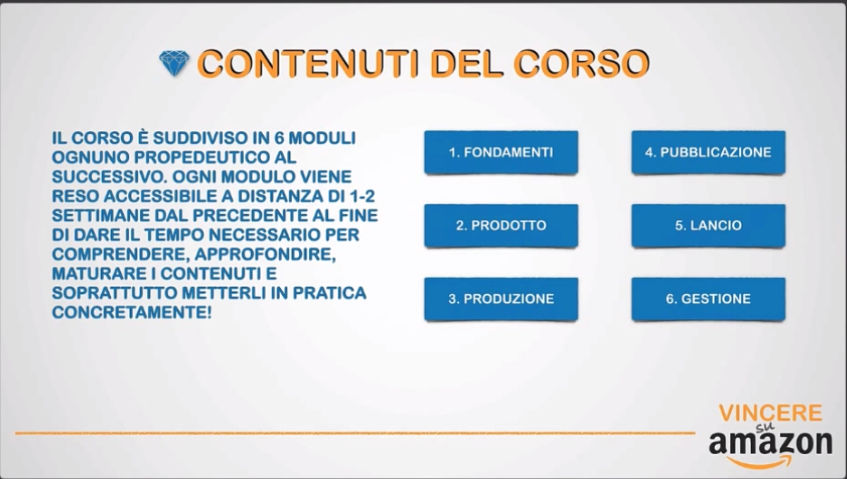 CONTENUTI DEL CORSO
IL CORSO È SUDDIVISO IN 6 MODULI
OGNUNO PROPEDEUTICO AL
SUCCESSIVO. OGNI MODULO VIENE
RESO ACCESSIBILE A DISTANZA DI 1-2
SETTIMANE DAL PRECEDENTE AL FINE
DI DARE IL TEMPO NECESSARIO PER
COMPRENDERE, APPROFONDIRE,
MATURARE I CONTENUTI E
SOPRATTUTTO METTERLI IN PRATICA
CONCRETAMENTE!
1. FONDAMENTI
2. PRODOTTO
3. PRODUZIONE
4. PUBBLICAZIONE
5. LANCIO
6. GESTIONE
VINCERE
su
amazon